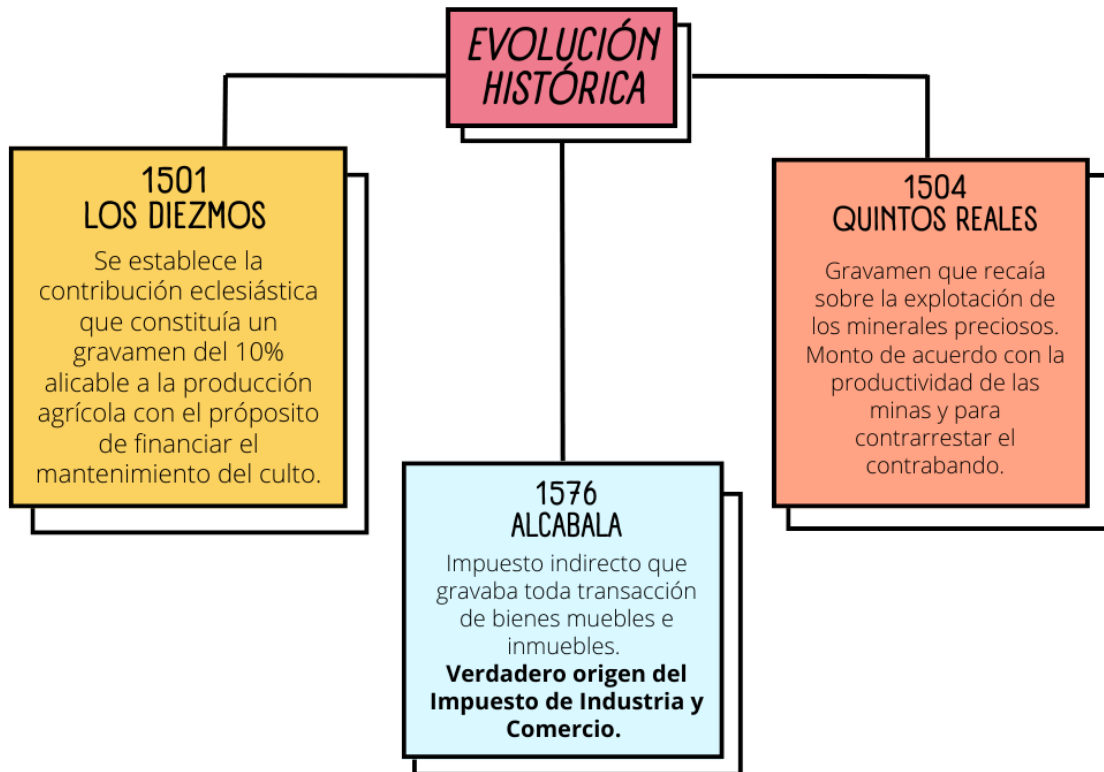 EVOLUCIÓN
HISTÓRICA
1501
LOS DIEZMOS
Se establece la
contribución eclesiástica
que constituía un
gravamen del 10%
alicable a la producción
agrícola con el próposito
de financiar el
mantenimiento del culto.
1576
ALCABALA
Impuesto indirecto que
gravaba toda transacción
de bienes muebles e
inmuebles.
Verdadero origen del
Impuesto de Industria y
Comercio.
1504
QUINTOS REALES
Gravamen que recaía
sobre la explotación de
los minerales preciosos.
Monto de acuerdo con la
productividad de las
minas y para
contrarrestar el
contrabando.